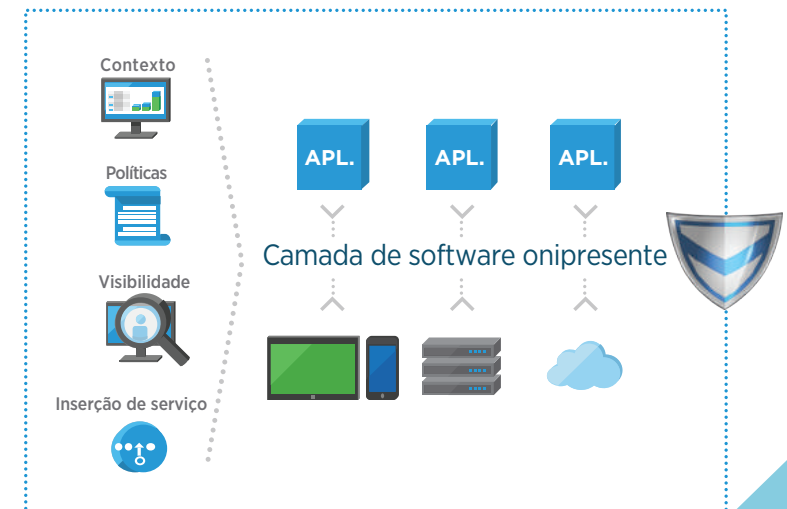 Contexto
Políticas
Visibilidade
Inserção de serviço
APL.
APL.
APL.
Camada de software onipresente